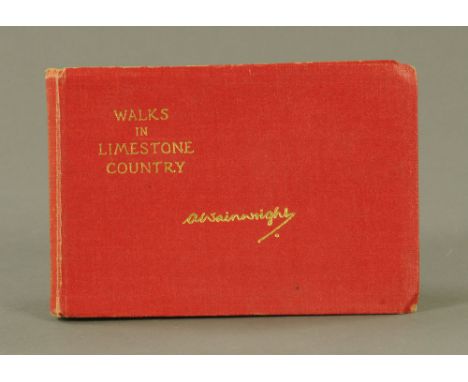 WALKS
IN
LIMESTONE
COUNTRY
AWainwright